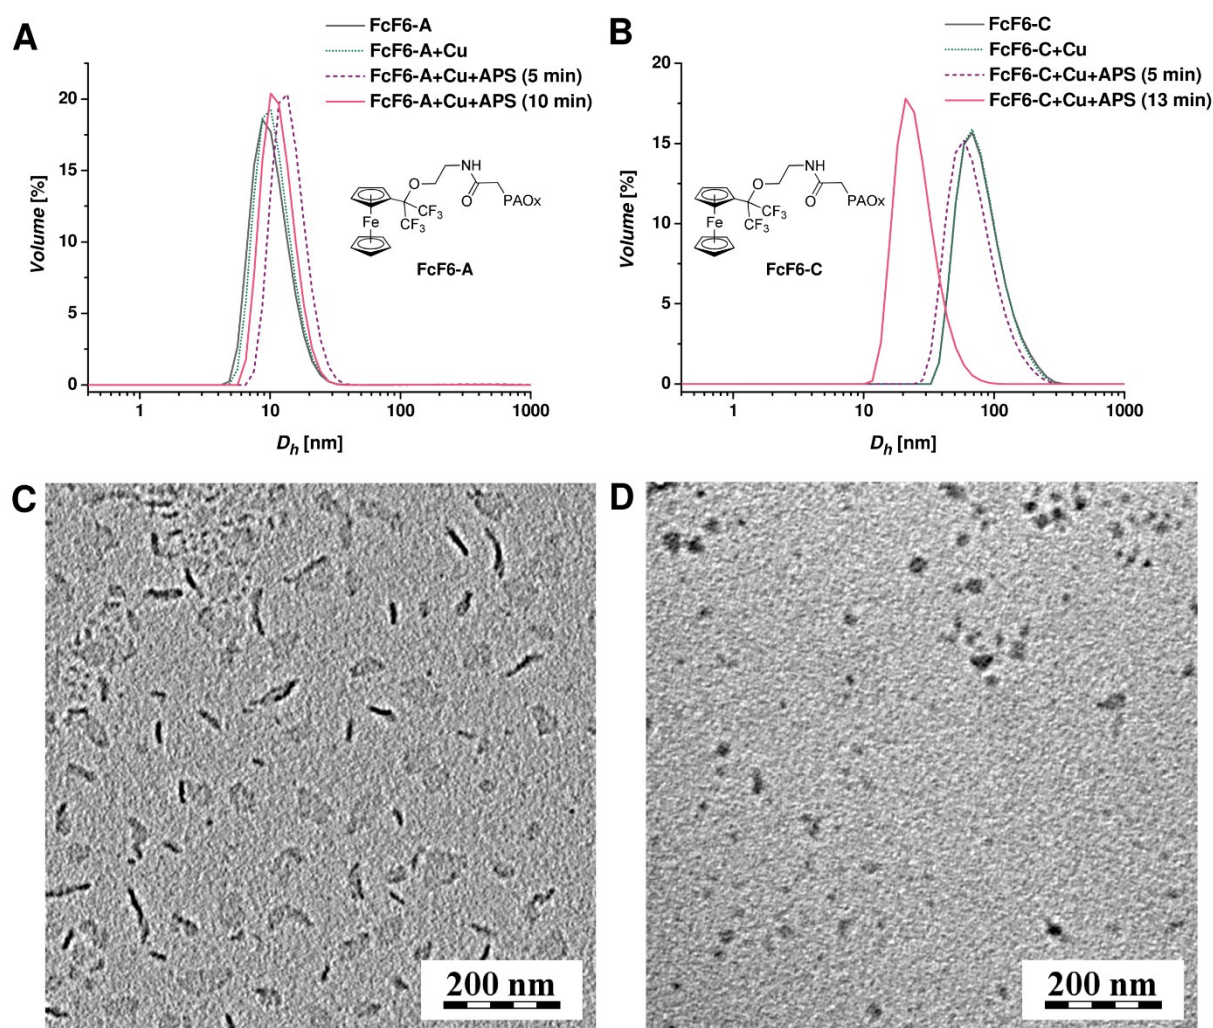 A
FcF6-A
FcF6-A+Cu
FcF6-A+Cu+APS (5 min)
FcF6-A+Cu+APS (10 min)
20
15
10
5
0
Volume [%]
1
10
100
1000
Dh [nm]
NH
O
O
PAOx
CF3
CF3
Fe
FcF6-A
B
FcF6-C
FcF6-C+Cu
FcF6-C+Cu+APS (5 min)
FcF6-C+Cu+APS (13 min)
20
15
10
5
0
Volume [%]
1
10
100
1000
Dh [nm]
NH
O
O
PAOx
CF3
CF3
Fe
FcF6-C
C
200 nm
D
200 nm